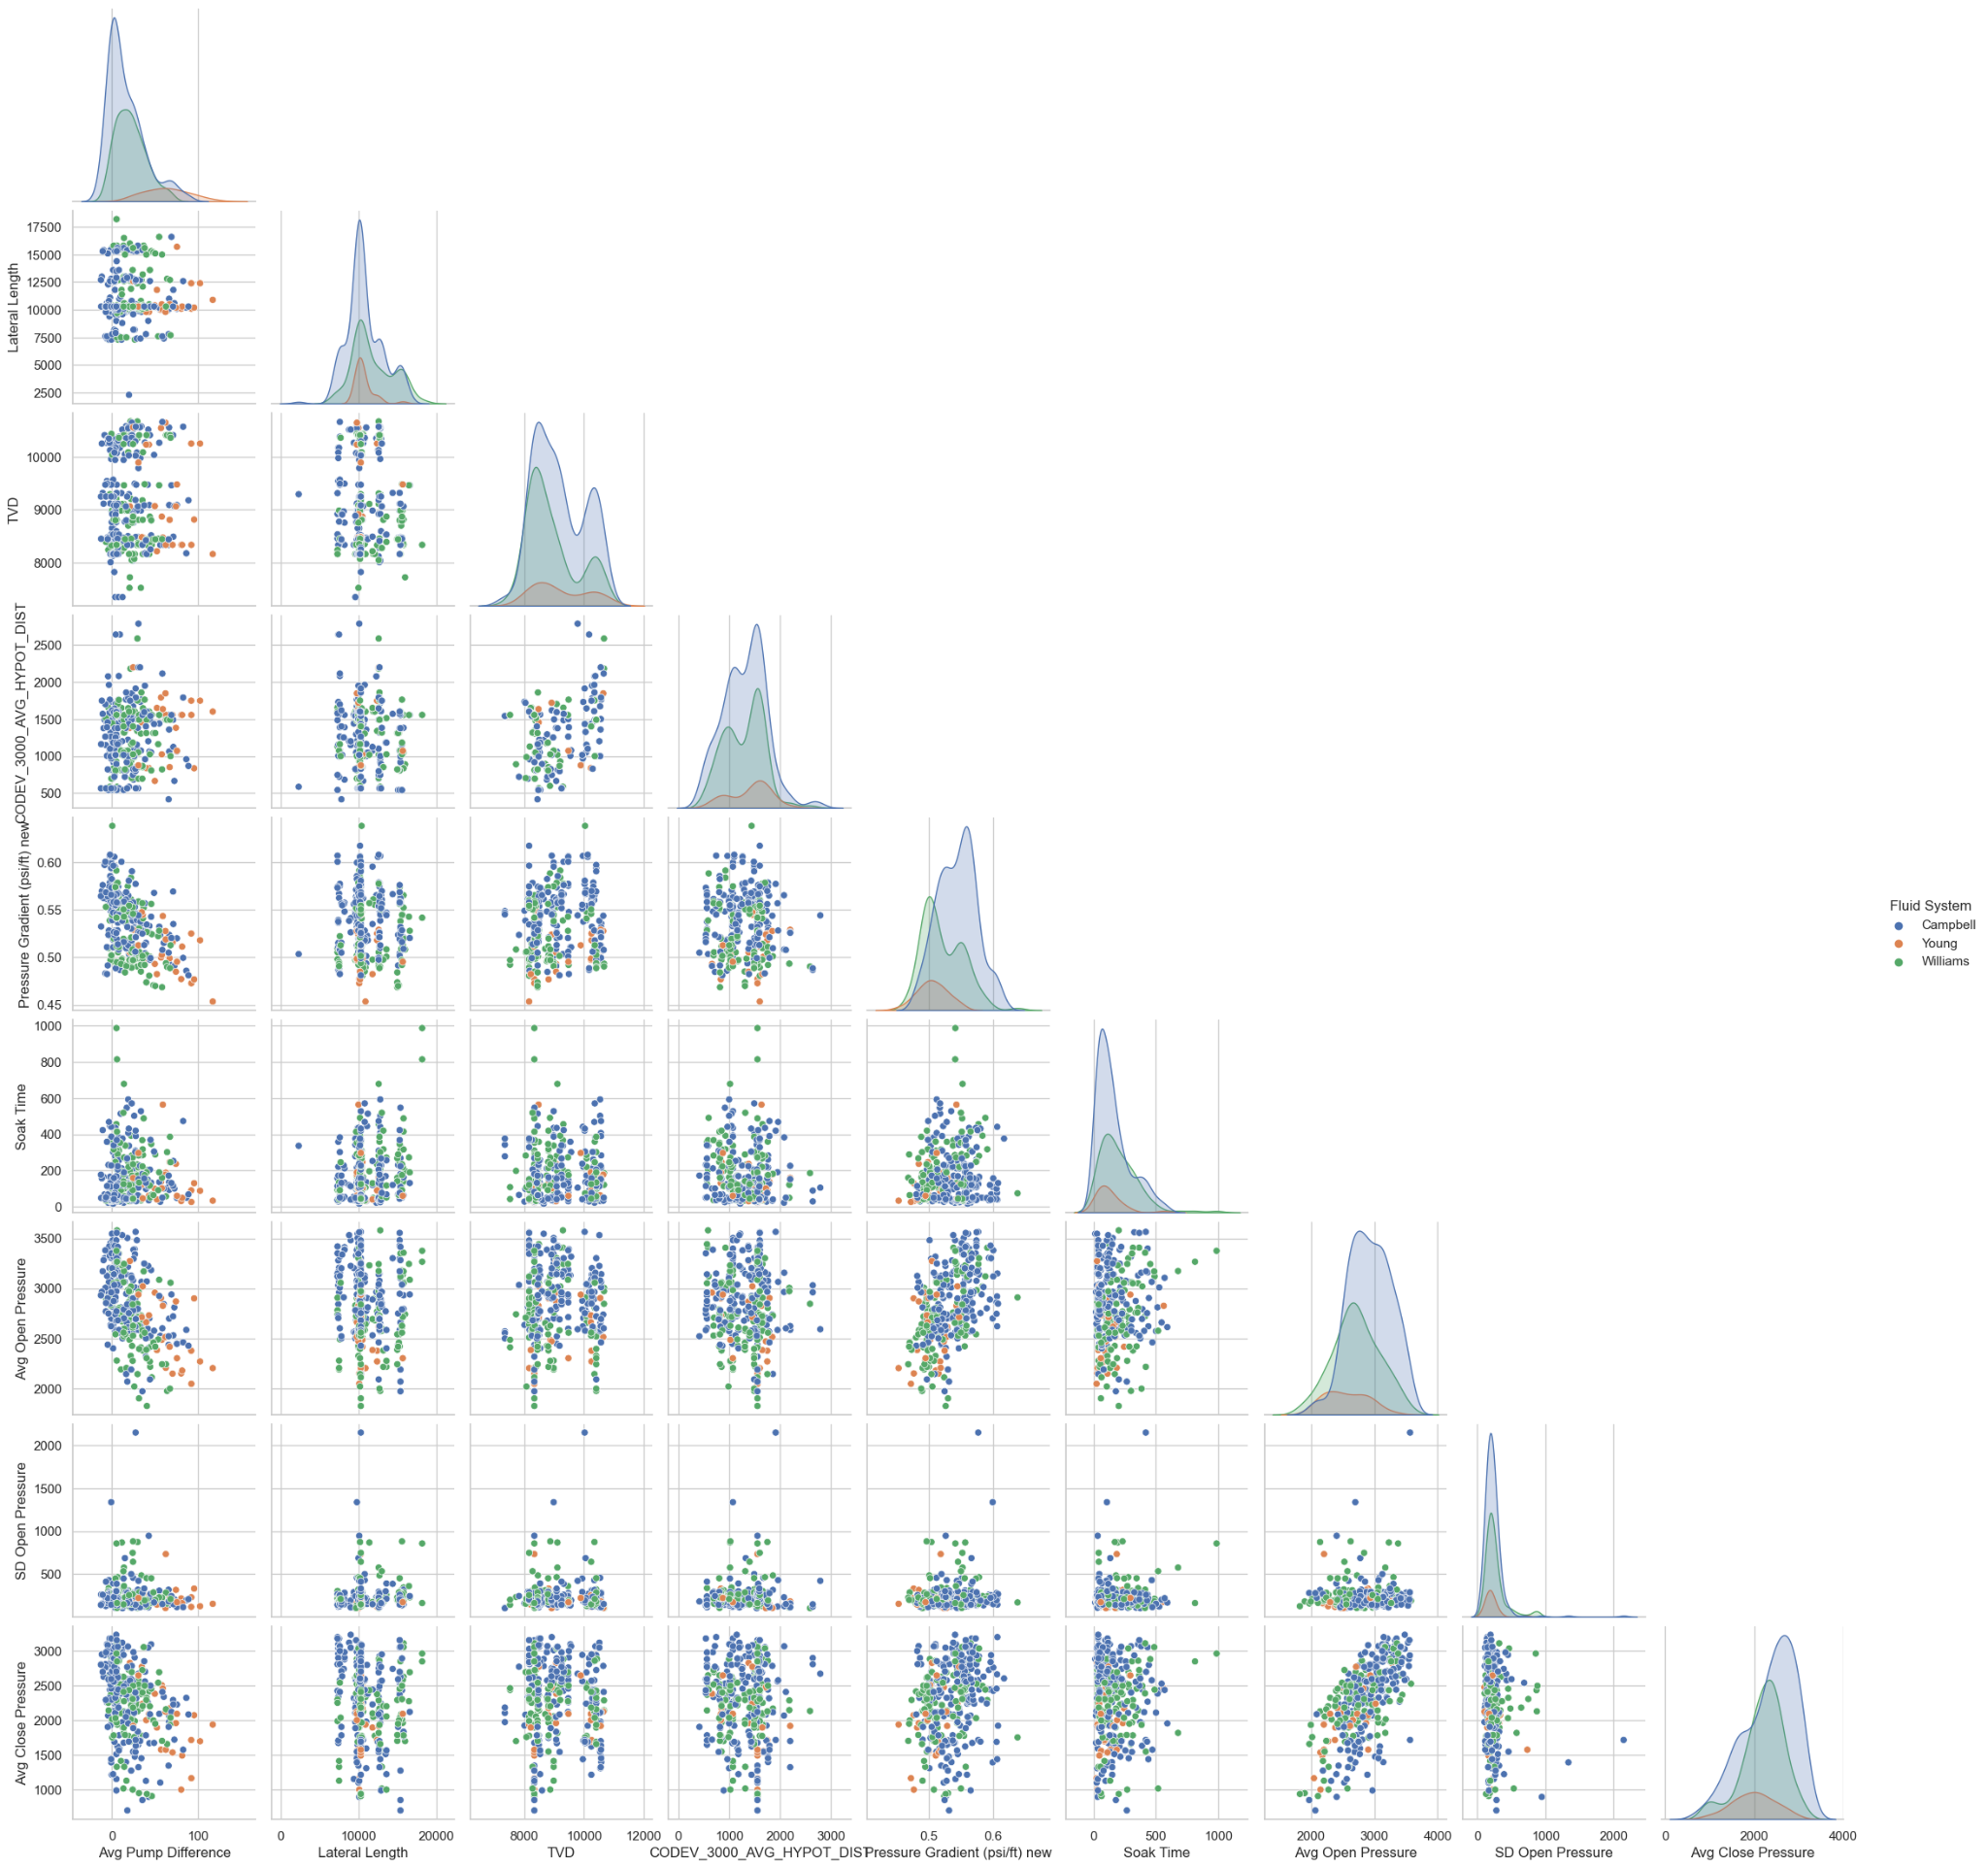 17500
15000
12500
10000
7500
5000
2500
Lateral Length
10000
9000
8000
TVD
2500
2000
1500
1000
500
CODEV_3000_AVG_HYPOT_DIST
0.60
0.55
0.50
0.45
Pressure Gradient (psi/ft) new
Fluid System
Campbell
Young
Williams
1000
800
600
400
200
0
Soak Time
3500
3000
2500
2000
Avg Open Pressure
2000
1500
1000
500
SD Open Pressure
3000
2500
2000
1500
1000
Avg Close Pressure
0 100
Avg Pump Difference
0 10000 20000
Lateral Length
8000 10000 12000
TVD
0 1000 2000 3000
CODEV_3000_AVG_HYPOT_DIST
0.5 0.6
Pressure Gradient (psi/ft) new
0 500 1000
Soak Time
2000 3000 4000
Avg Open Pressure
0 1000 2000
SD Open Pressure
0 2000 4000
Avg Close Pressure